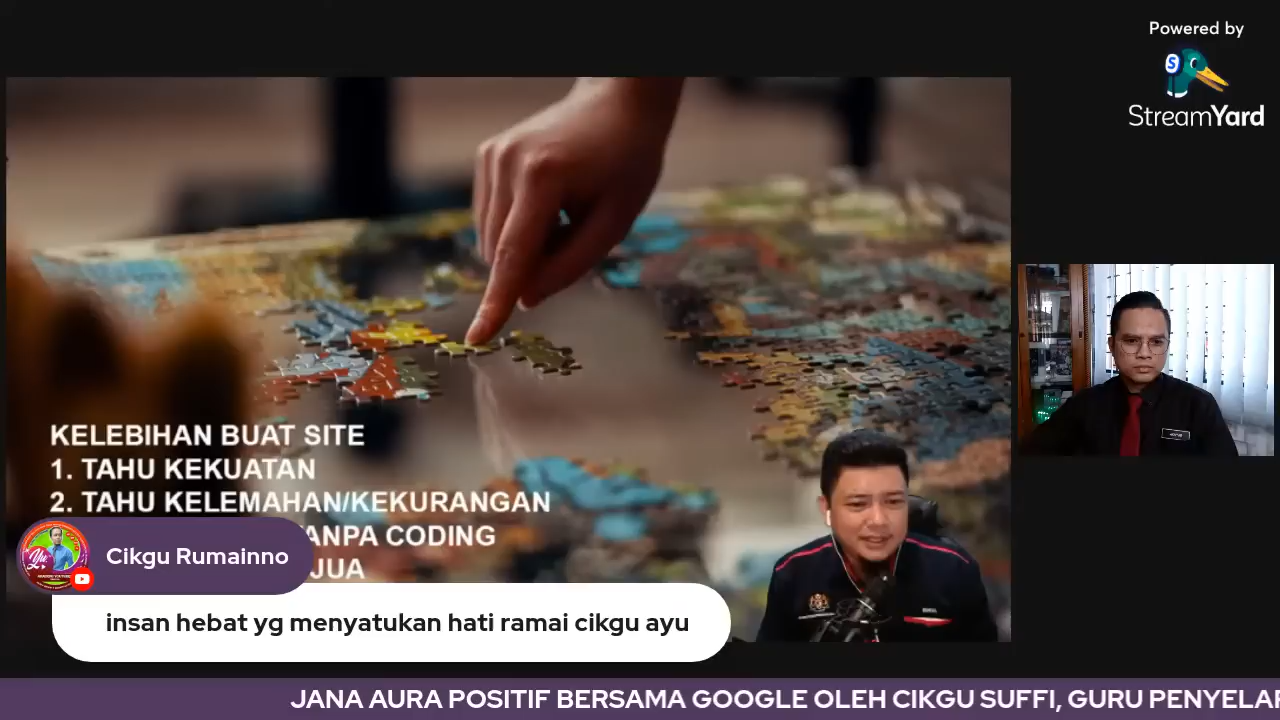 Powered by
StreamYard
KELEBIHAN BUAT SITE
1. TAHU KEKUATAN
2. TAHU KELEMAHAN/KEKURANGAN
ANPA CODING
JUA
Cikgu Rumainno
insan hebat yg menyatukan hati ramai cikgu ayu
JANA AURA POSITIF BERSAMA GOOGLE OLEH CIKGU SUFFI, GURU PENYELA